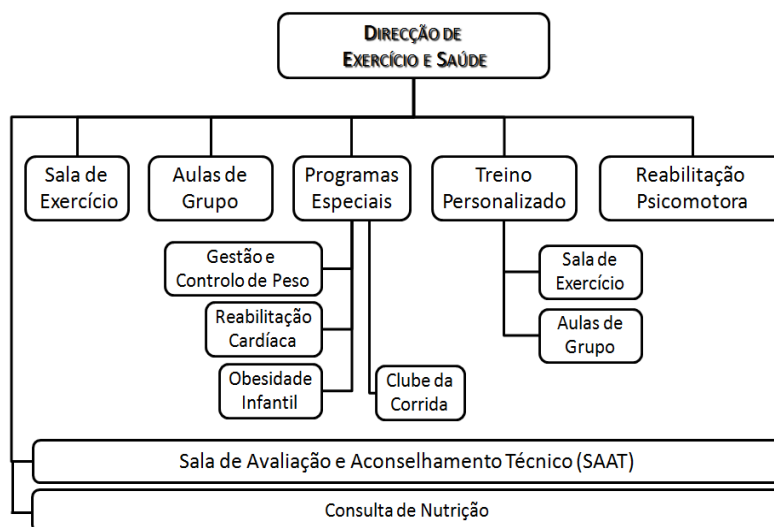 DIRECÇÃO DE
EXERCÍCIO E SAÚDE
Sala de
Exercício
Aulas de
Grupo
Programas
Especiais
Treino
Personalizado
Reabilitação
Psicomotora
Gestão e
Controlo de Peso
Reabilitação
Cardíaca
Obesidade
Infantil
Clube da
Corrida
Sala de
Exercício
Aulas de
Grupo
Sala de Avaliação e Aconselhamento Técnico (SAAT)
Consulta de Nutrição